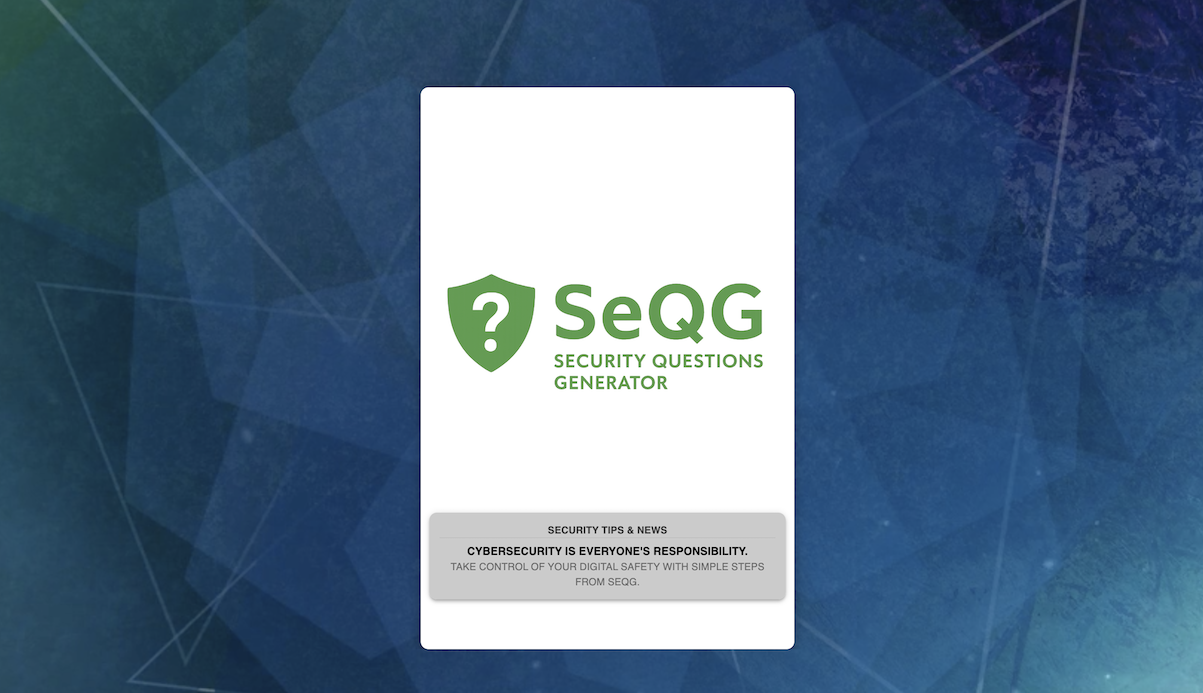 ?
SeQG
SECURITY QUESTIONS
GENERATOR
SECURITY TIPS & NEWS
CYBERSECURITY IS EVERYONE'S RESPONSIBILITY.
TAKE CONTROL OF YOUR DIGITAL SAFETY WITH SIMPLE STEPS
FROM SEQG.